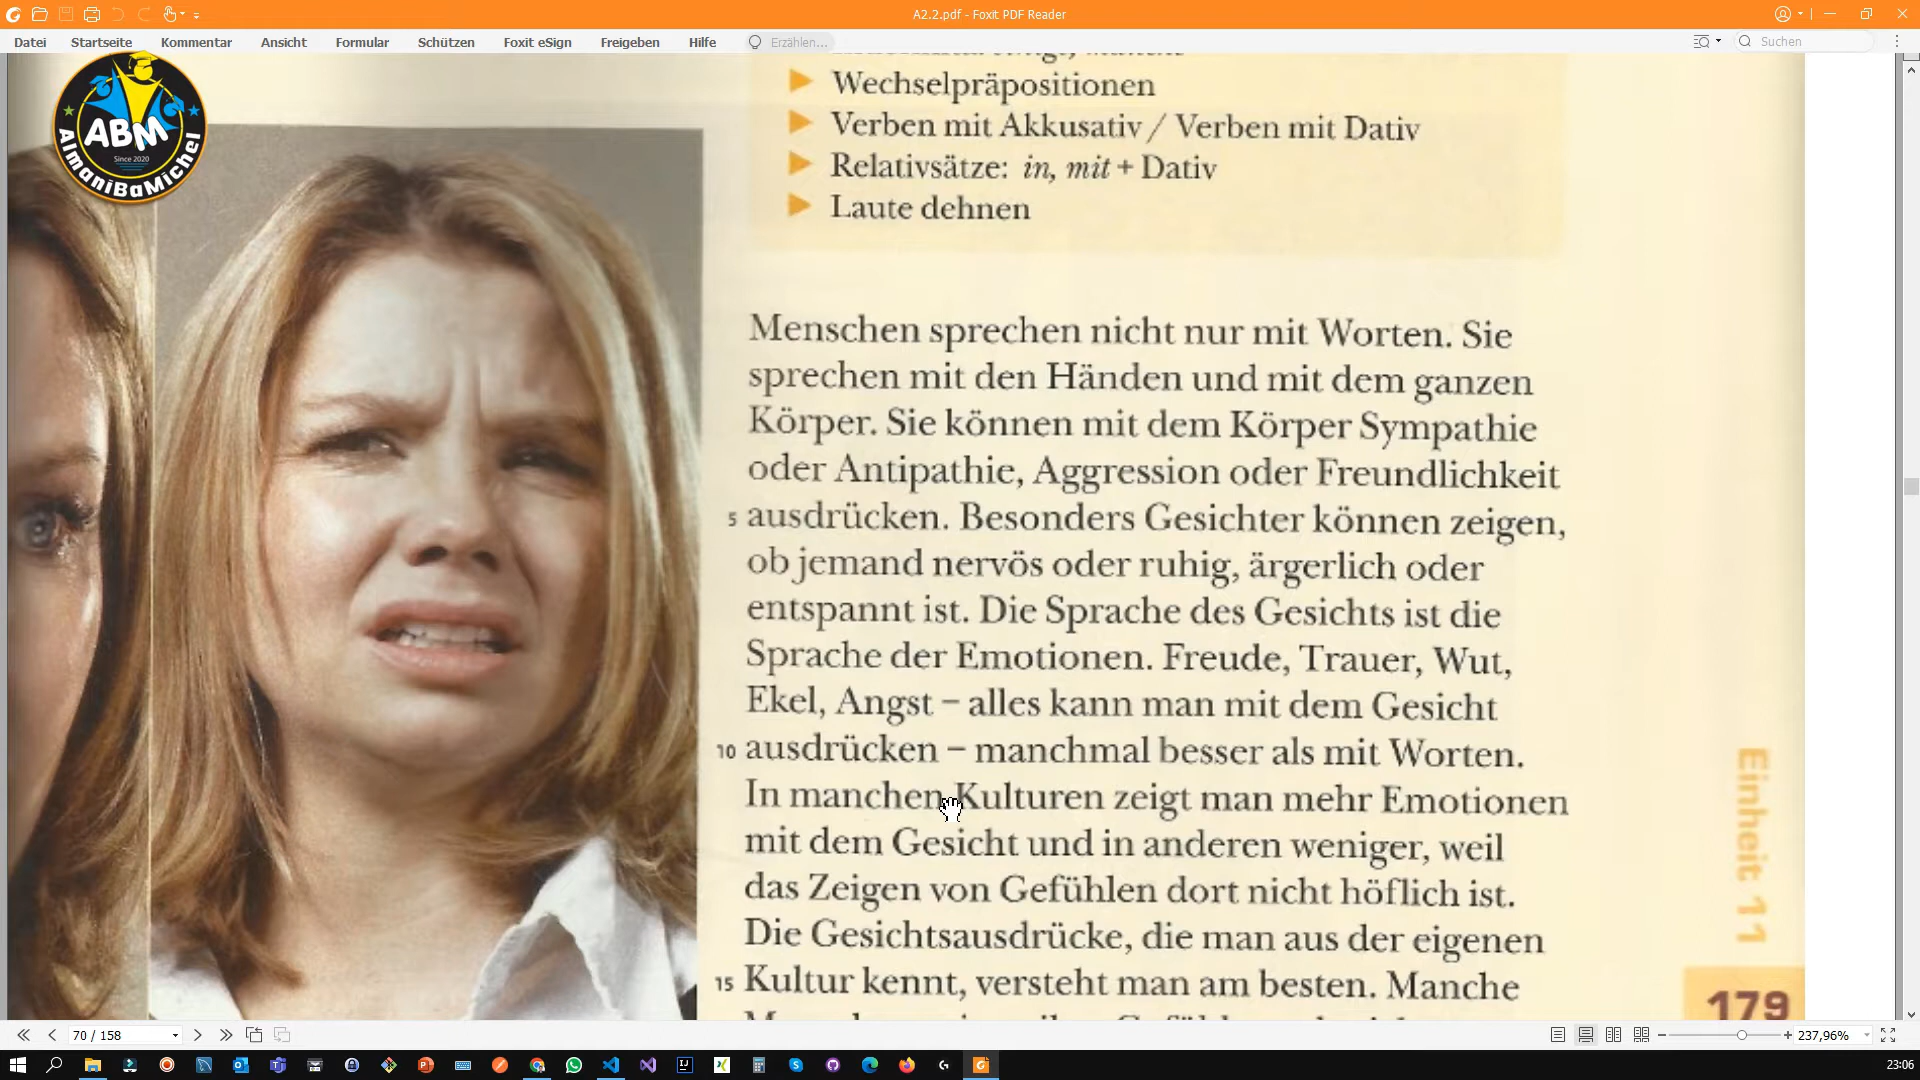 A2.2.pdf - Foxit PDF Reader
Datei Startseite Kommentar Ansicht Formular Schützen Foxit eSign Freigeben Hilfe Erzählen... Suchen
ABM
Since 2020
AlmaniBaMichel
Wechselpräpositionen
Verben mit Akkusativ / Verben mit Dativ
Relativsätze: in, mit + Dativ
Laute dehnen
Menschen sprechen nicht nur mit Worten. Sie
sprechen mit den Händen und mit dem ganzen
Körper. Sie können mit dem Körper Sympathie
oder Antipathie, Aggression oder Freundlichkeit
5 ausdrücken. Besonders Gesichter können zeigen,
ob jemand nervös oder ruhig, ärgerlich oder
entspannt ist. Die Sprache des Gesichts ist die
Sprache der Emotionen. Freude, Trauer, Wut,
Ekel, Angst – alles kann man mit dem Gesicht
10 ausdrücken – manchmal besser als mit Worten.
In manchen Kulturen zeigt man mehr Emotionen
mit dem Gesicht und in anderen weniger, weil
das Zeigen von Gefühlen dort nicht höflich ist.
Die Gesichtsausdrücke, die man aus der eigenen
15 Kultur kennt, versteht man am besten. Manche
Einheit 11
179
70 / 158
237,96%
23:06